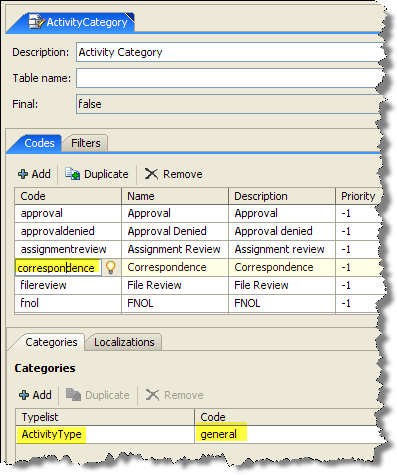 ActivityCategory
Description: Activity Category
Table name:
Final: false
Codes Filters
Add Duplicate Remove
Code Name Description Priority
approval Approval Approval -1
approvaldenied Approval Denied Approval denied -1
assignmentreview Assignment Review Assignment review -1
correspondence Correspondence Correspondence -1
filereview File Review File Review -1
fnol FNOL FNOL -1
Categories Localizations
Categories
Add Duplicate Remove
Typelist Code
ActivityType general